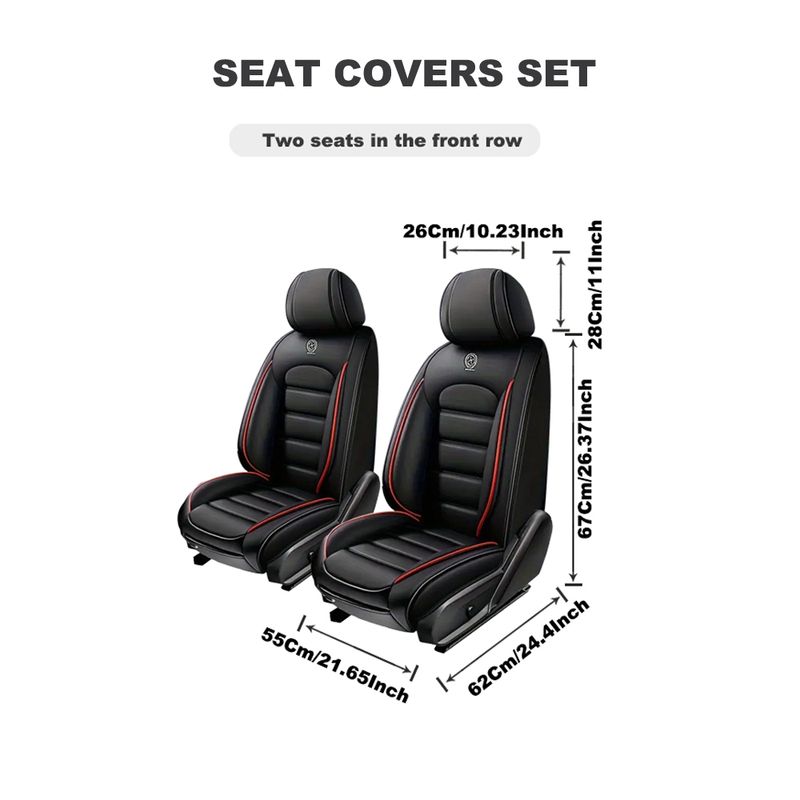 SEAT COVERS SET
Two seats in the front row
26Cm/10.23Inch
28Cm/11Inch
67Cm/26.37Inch
55Cm/21.65Inch
62Cm/24.4Inch